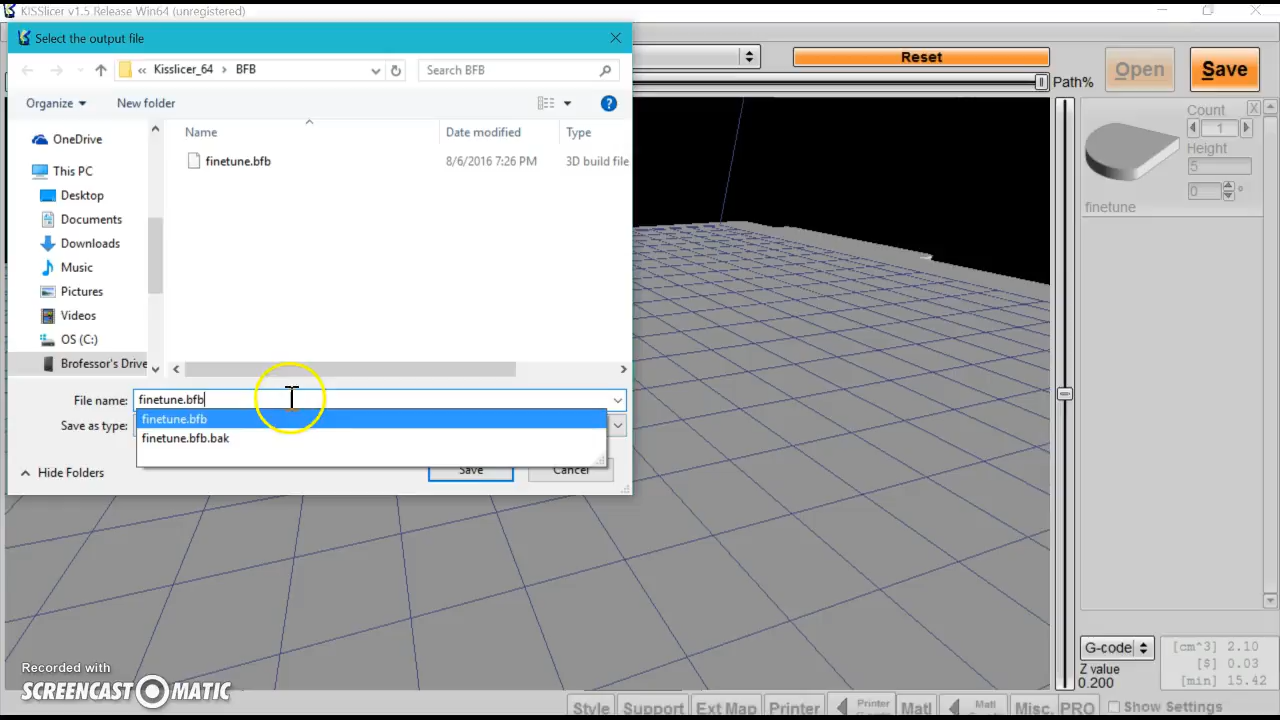 KISSlicer v1.5 Release Win64 (unregistered)
Select the output file
« Kisslicer_64 > BFB
Search BFB
Organize
New folder
?
Name
Date modified
Type
finetune.bfb
8/6/2016 7:26 PM
3D build file
OneDrive
This PC
Desktop
Documents
Downloads
Music
Pictures
Videos
OS (C:)
Brofessor's Drive
File name:
finetune.bfb
Save as type:
finetune.bfb
finetune.bfb.bak
Hide Folders
Save
Cancel
Reset
Path%
Open
Save
Count
X
1
Height
5
0
°
finetune
G-code
Z value
0.200
[cm^3] 2.10
[$] 0.03
[min] 15.42
Style
Support
Ext Map
Printer
Printer
Matl
Matl
Misc.
PRO
Show Settings
Recorded with
SCREENCAST O MATIC